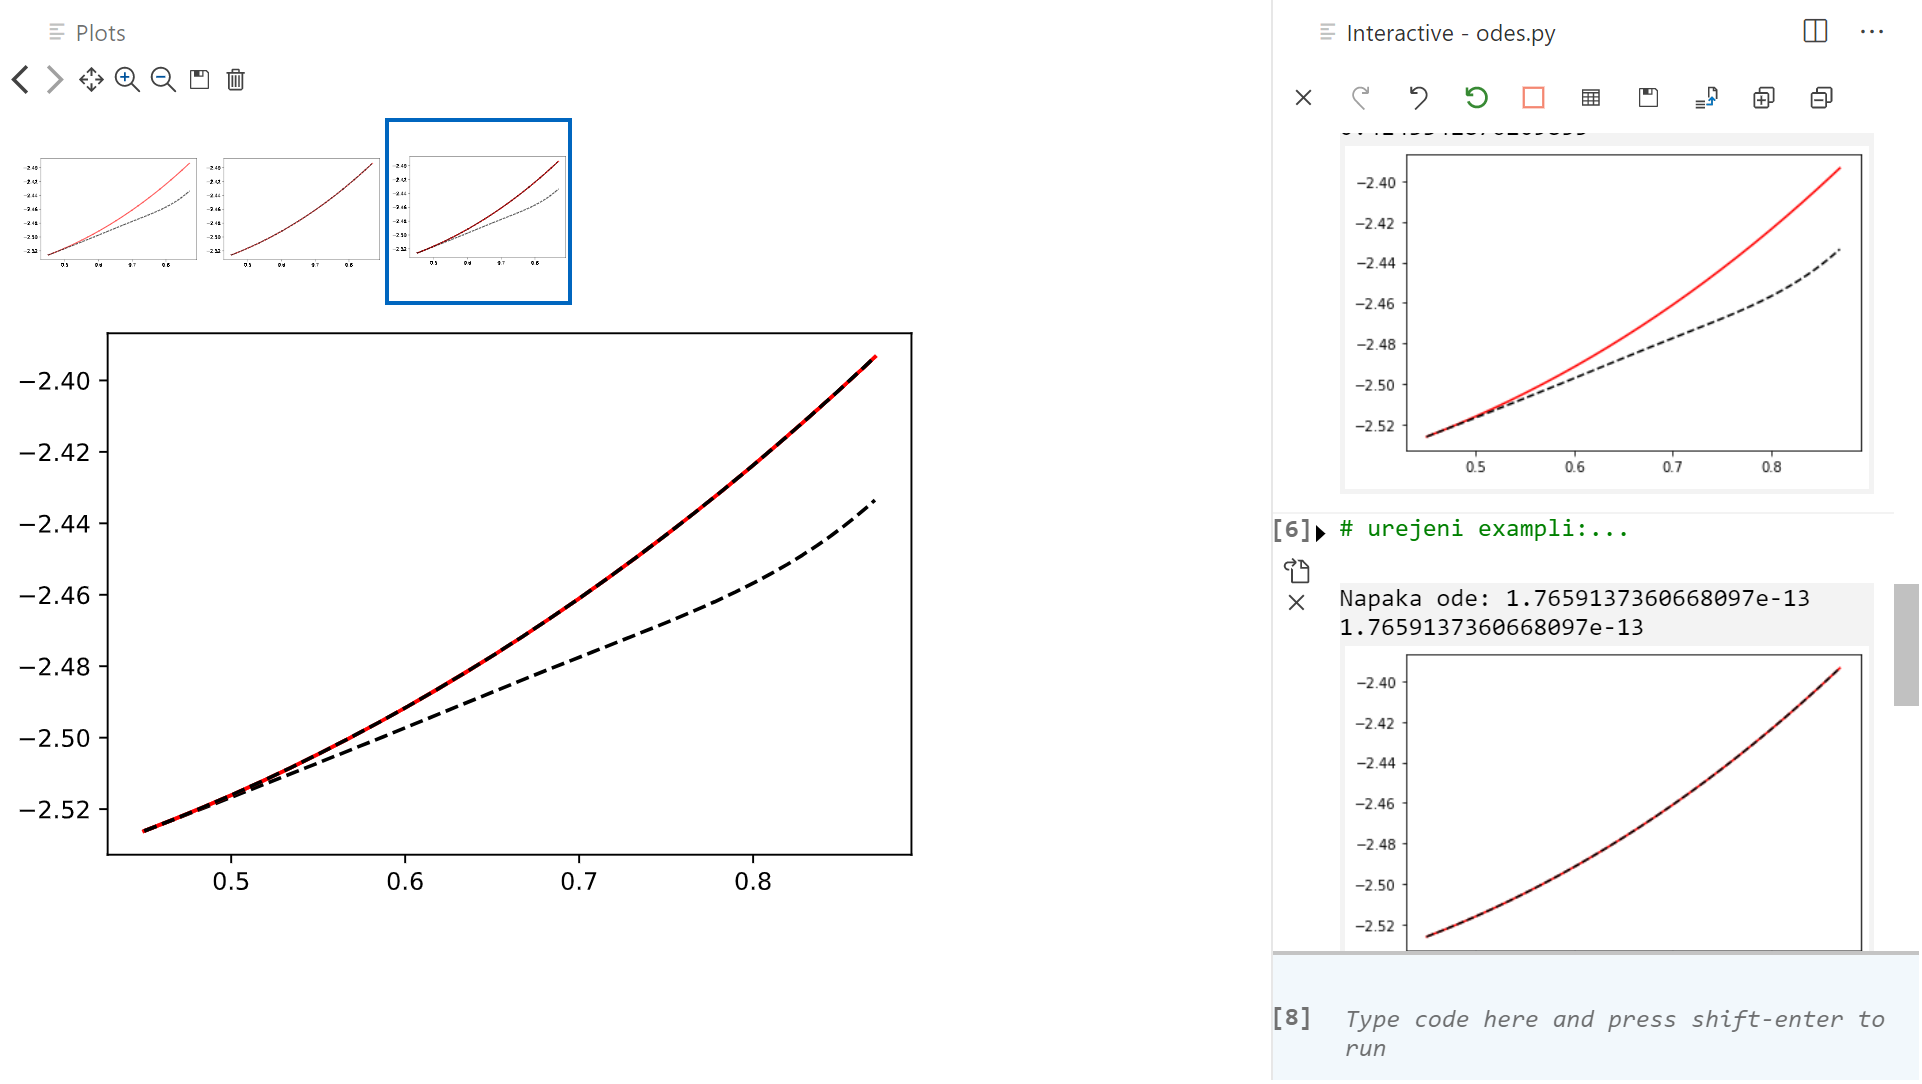 Plots
−2.40
−2.42
−2.44
−2.46
−2.48
−2.50
−2.52
0.5 0.6 0.7 0.8
Interactive - odes.py
−2.40
−2.42
−2.44
−2.46
−2.48
−2.50
−2.52
0.5 0.6 0.7 0.8
[6] # urejeni exampli:...
Napaka ode: 1.7659137360668097e-13
1.7659137360668097e-13
−2.40
−2.42
−2.44
−2.46
−2.48
−2.50
−2.52
[8] Type code here and press shift-enter to
run